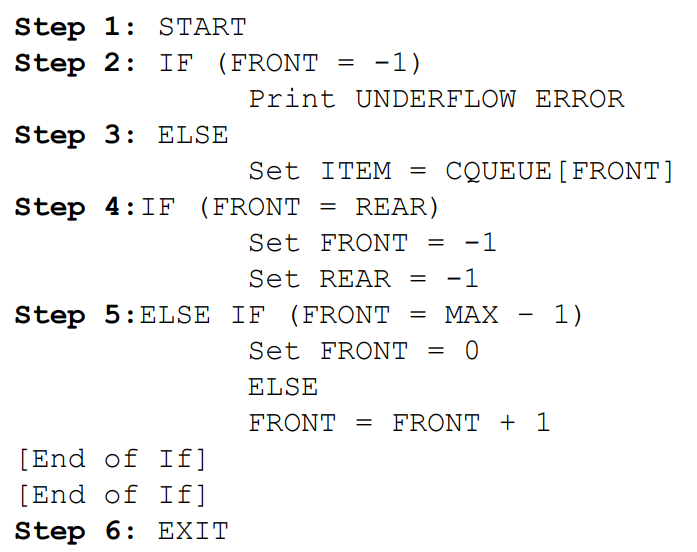 Step 1: START
Step 2: IF (FRONT = -1)
Print UNDERFLOW ERROR
Step 3: ELSE
Set ITEM = CQUEUE[FRONT]
Step 4:IF (FRONT = REAR)
Set FRONT = -1
Set REAR = -1
Step 5:ELSE IF (FRONT = MAX – 1)
Set FRONT = 0
ELSE
FRONT = FRONT + 1
[End of If]
[End of If]
Step 6: EXIT